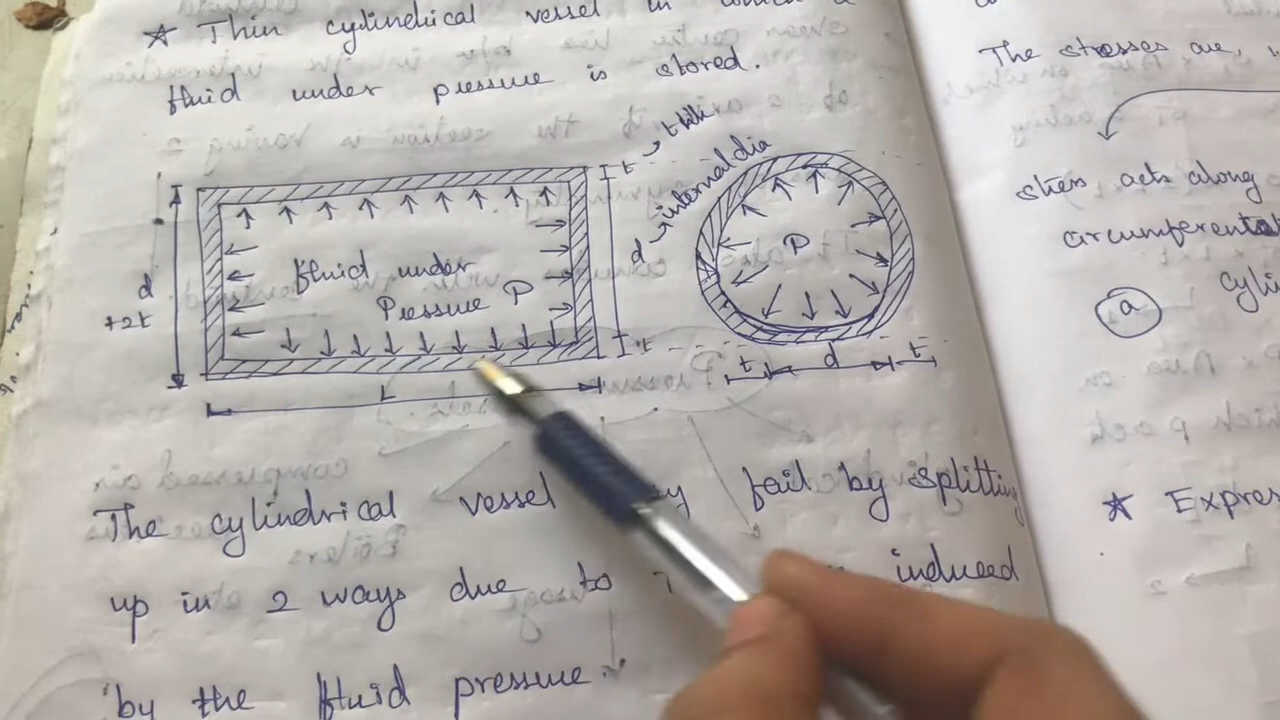 * Thin cylindrical vessel in which a
fluid under pressure is stored.
d
+2t
fluid under
Pressure P
L
t
d
t
internal dia
P
t d t
The cylindrical vessel fail by splitting
up in 2 ways due to induced
by the fluid pressure.
The stresses are,
stress acts along
circumferential
a
* Expres